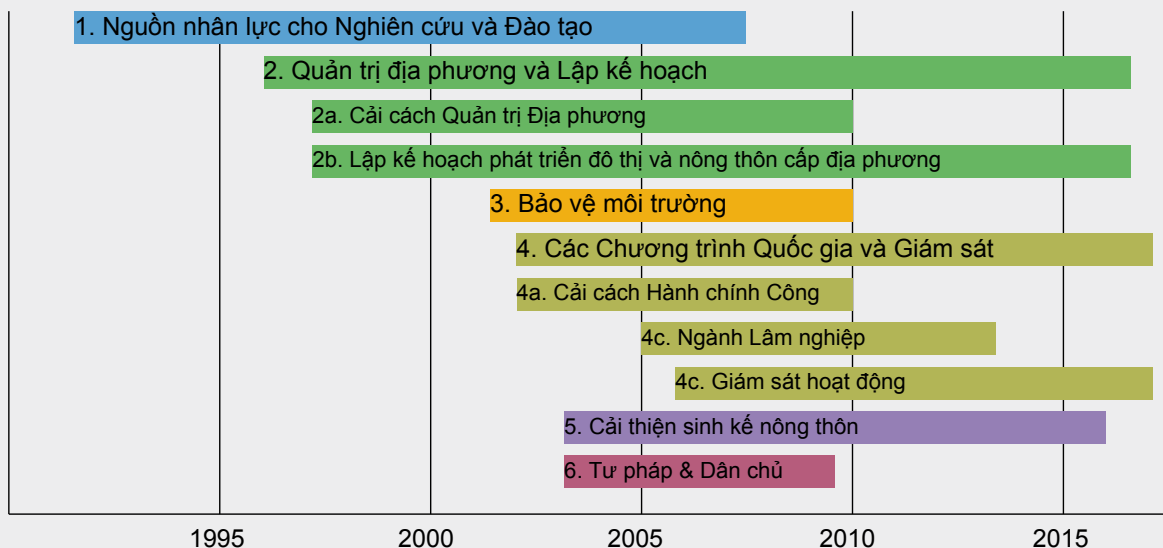 1. Nguồn nhân lực cho Nghiên cứu và Đào tạo
2. Quản trị địa phương và Lập kế hoạch
2a. Cải cách Quản trị Địa phương
2b. Lập kế hoạch phát triển đô thị và nông thôn cấp địa phương
3. Bảo vệ môi trường
4. Các Chương trình Quốc gia và Giám sát
4a. Cải cách Hành chính Công
4c. Ngành Lâm nghiệp
4c. Giám sát hoạt động
5. Cải thiện sinh kế nông thôn
6. Tư pháp & Dân chủ
1995 2000 2005 2010 2015